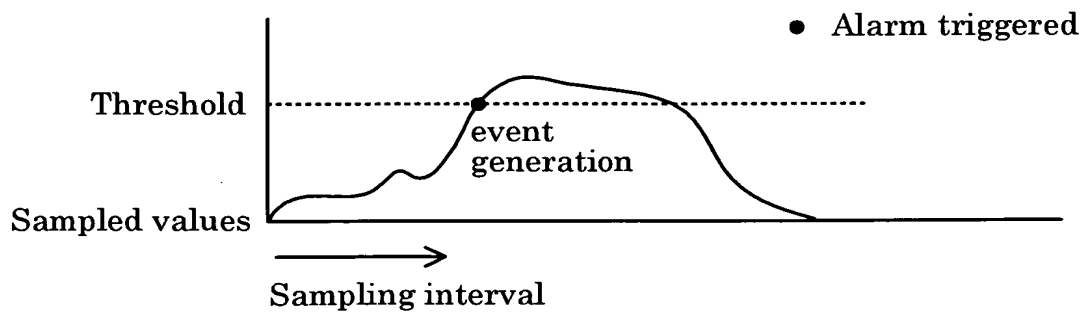 ● Alarm triggered
Threshold
event
generation
Sampled values
Sampling interval